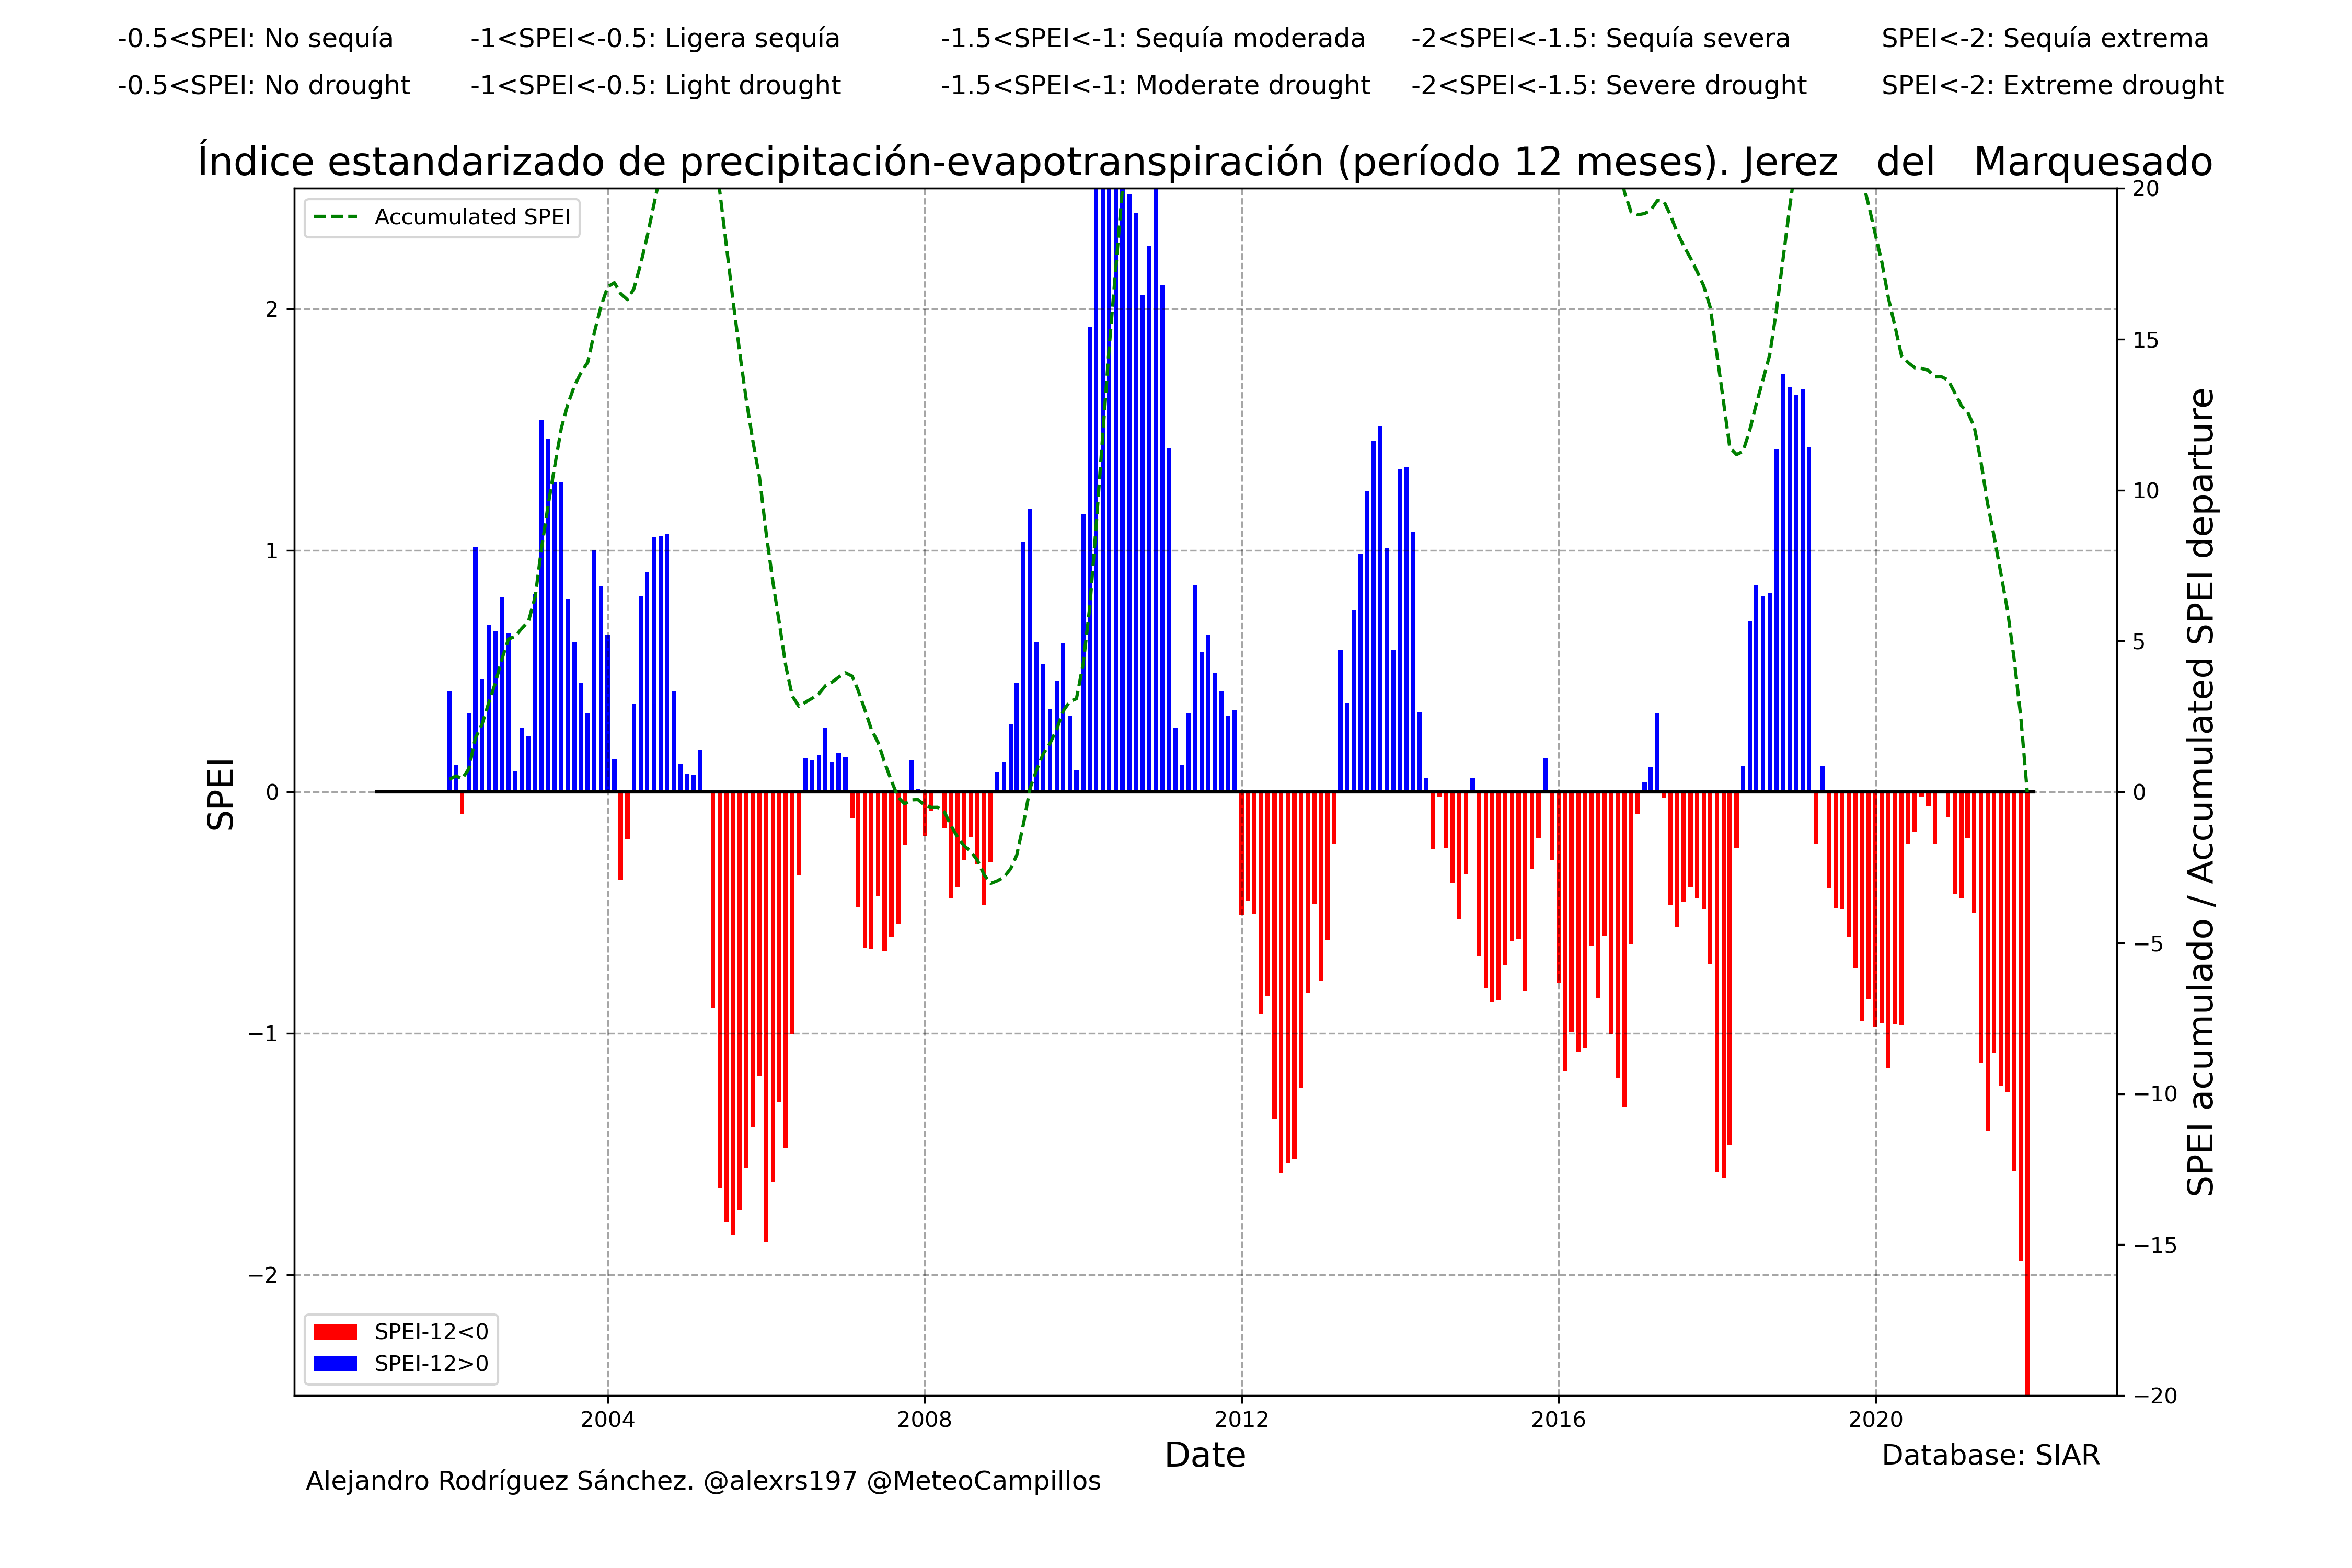 -0.5<SPEI: No sequía -1<SPEI<-0.5: Ligera sequía -1.5<SPEI<-1: Sequía moderada -2<SPEI<-1.5: Sequía severa SPEI<-2: Sequía extrema
-0.5<SPEI: No drought -1<SPEI<-0.5: Light drought -1.5<SPEI<-1: Moderate drought -2<SPEI<-1.5: Severe drought SPEI<-2: Extreme drought
Índice estandarizado de precipitación-evapotranspiración (período 12 meses). Jerez del Marquesado
Accumulated SPEI
SPEI
2
1
0
−1
−2
20
15
10
5
0
−5
−10
−15
−20
SPEI acumulado / Accumulated SPEI departure
SPEI-12<0
SPEI-12>0
2004 2008 2012 2016 2020
Date
Database: SIAR
Alejandro Rodríguez Sánchez. @alexrs197 @MeteoCampillos